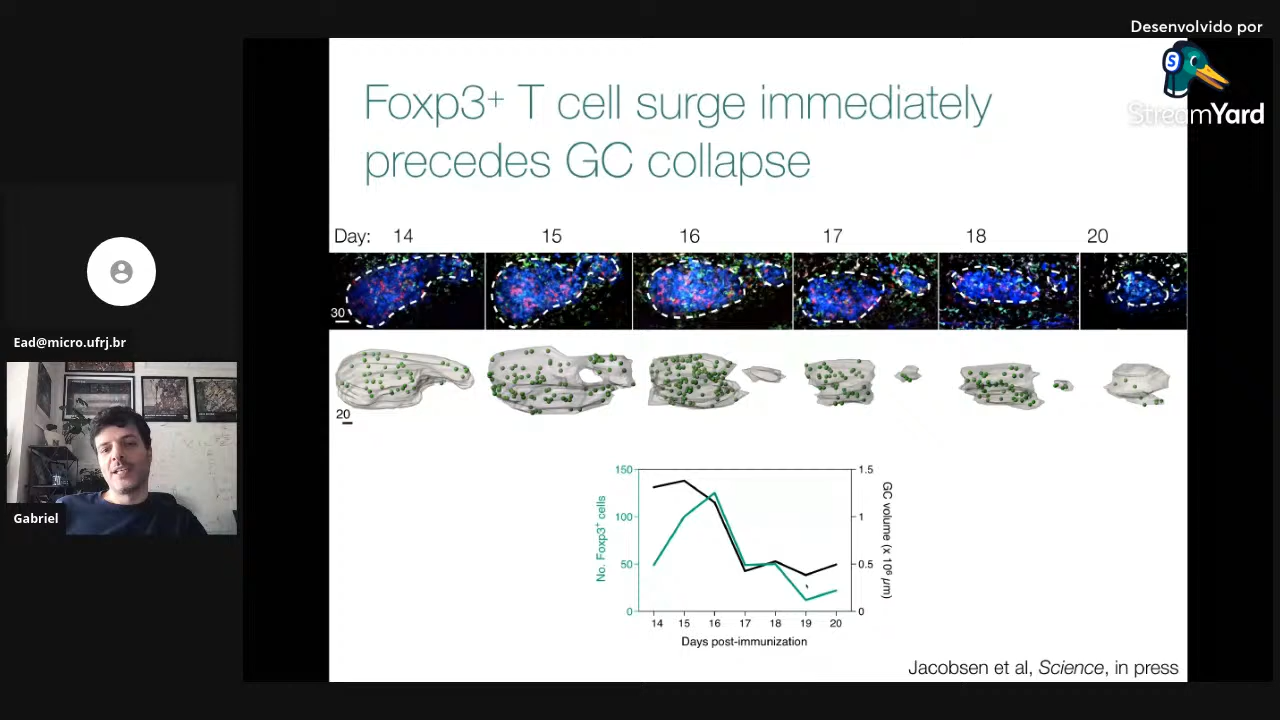 Desenvolvido por
StreamYard
Foxp3⁺ T cell surge immediately
precedes GC collapse
Day: 14 15 16 17 18 20
30
20
Ead@micro.ufrj.br
Gabriel
150
100
50
0
No. Foxp3⁺ cells
1.5
1
0.5
0
GC volume (x 10⁶ µm)
14 15 16 17 18 19 20
Days post-immunization
Jacobsen et al, Science, in press